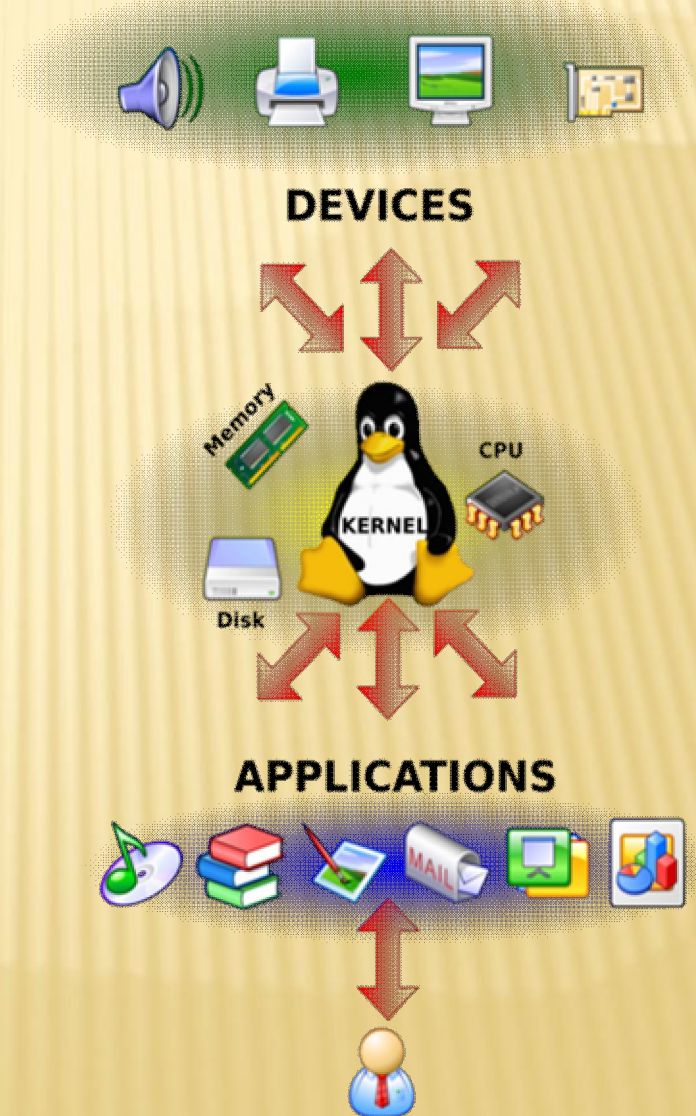 DEVICES
Memory
CPU
KERNEL
Disk
APPLICATIONS
MAIL